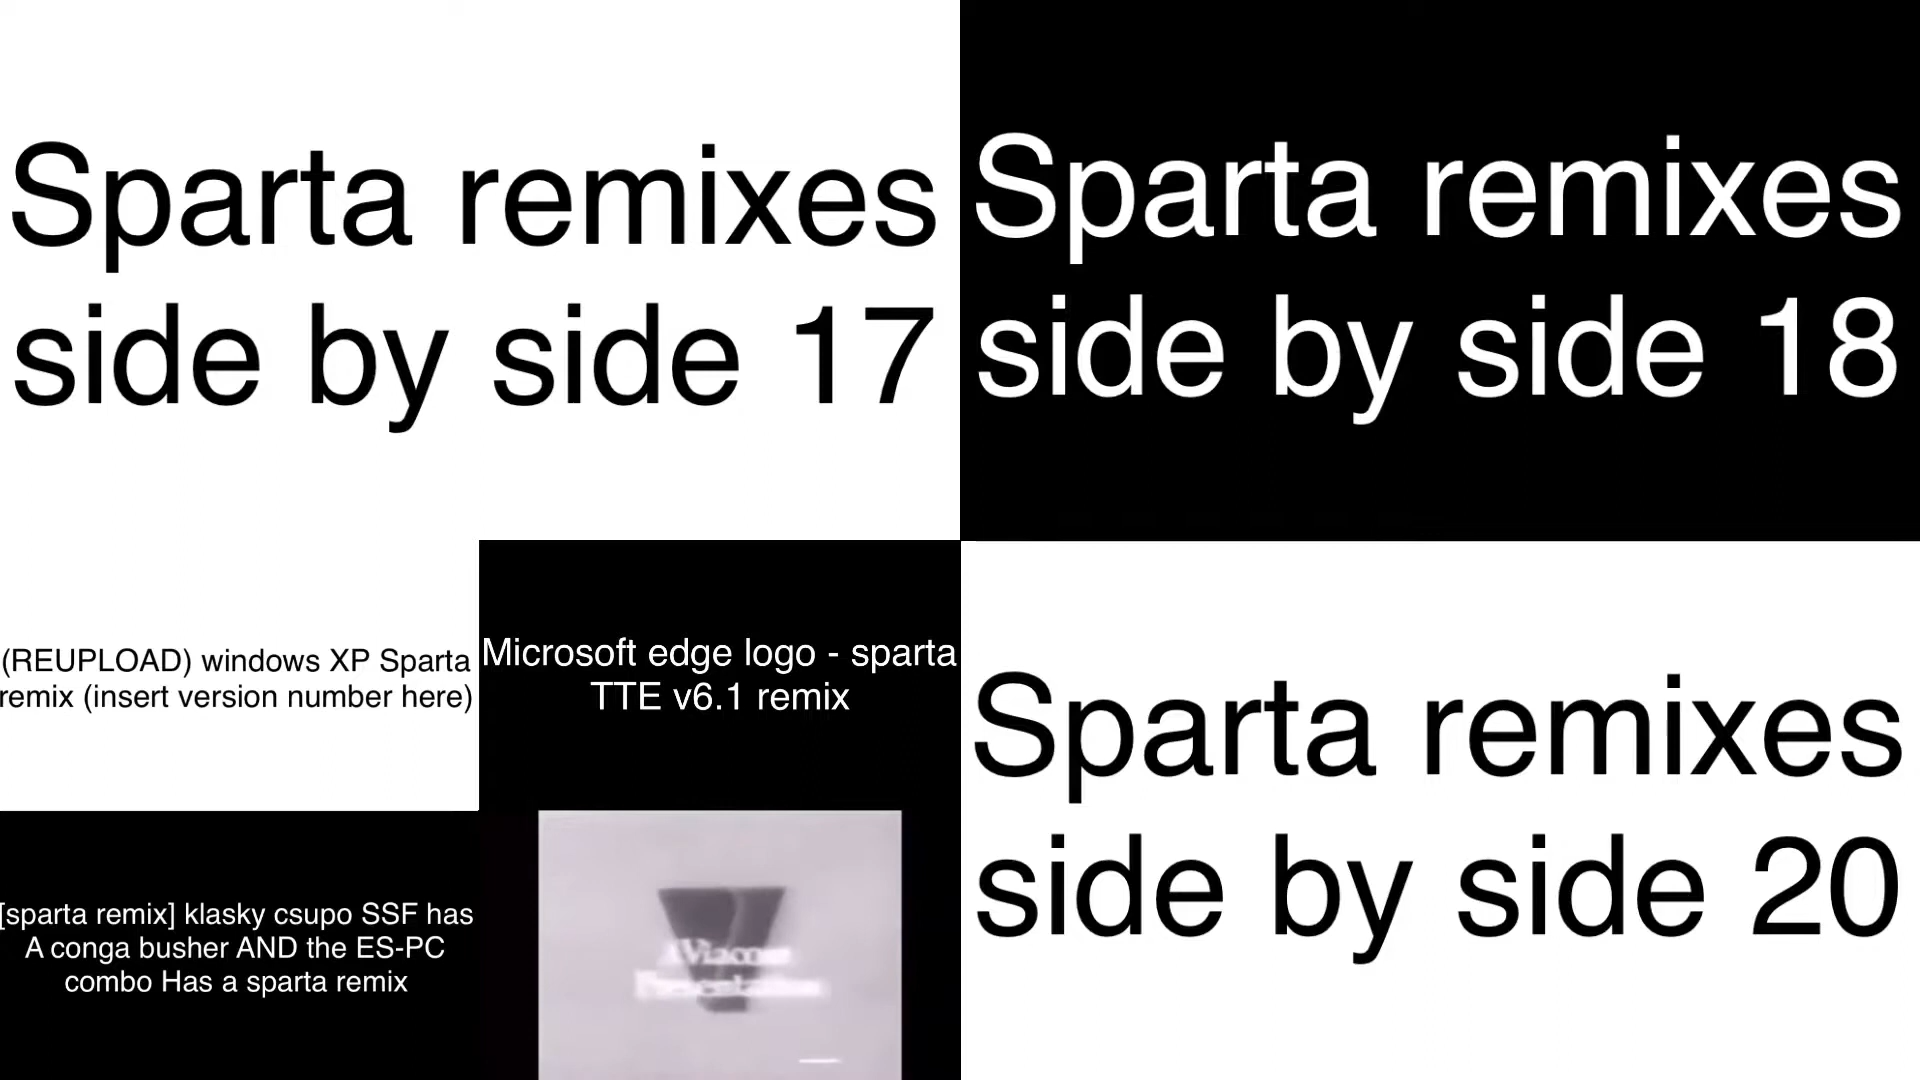 Sparta remixes
side by side 17
Sparta remixes
side by side 18
(REUPLOAD) windows XP Sparta
remix (insert version number here)
Microsoft edge logo - sparta
TTE v6.1 remix
[sparta remix] klasky csupo SSF has
A conga busher AND the ES-PC
combo Has a sparta remix
A Viacom
Presentation
Sparta remixes
side by side 20